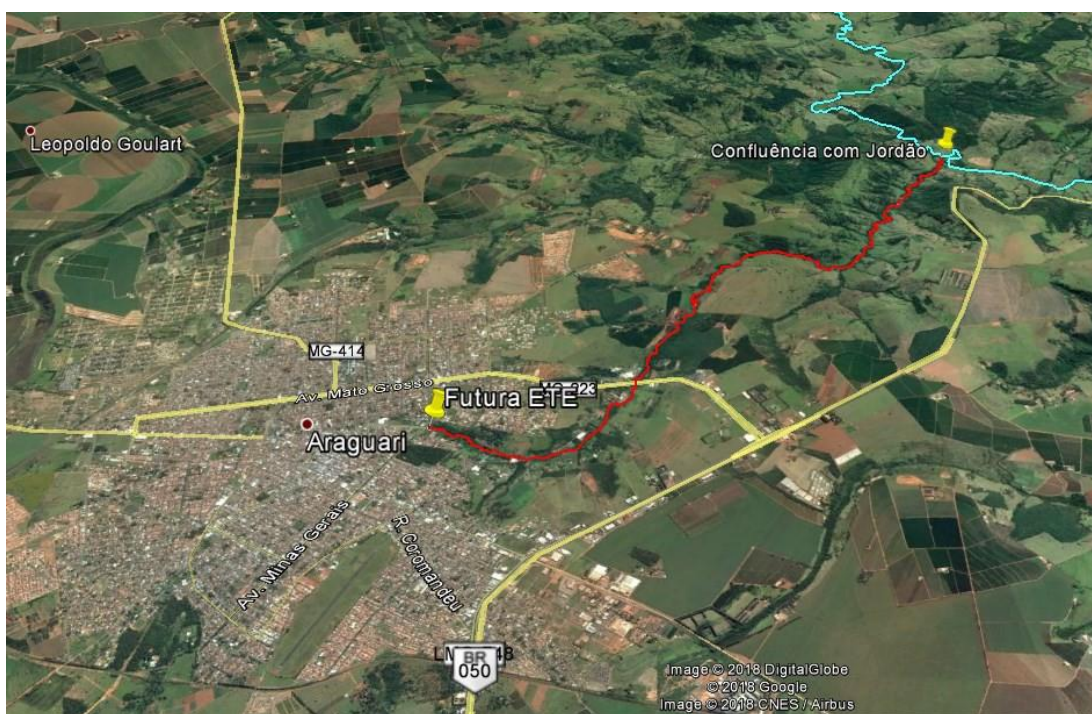 Leopoldo Goulart
Confluência com Jordão
MG-414
Av. Mato Grosso
Futura ETE
Araguari
Av. Minas Gerais
R. Coromandeu
BR
050
Image © 2018 DigitalGlobe
© 2018 Google
Image © 2018 CNES / Airbus